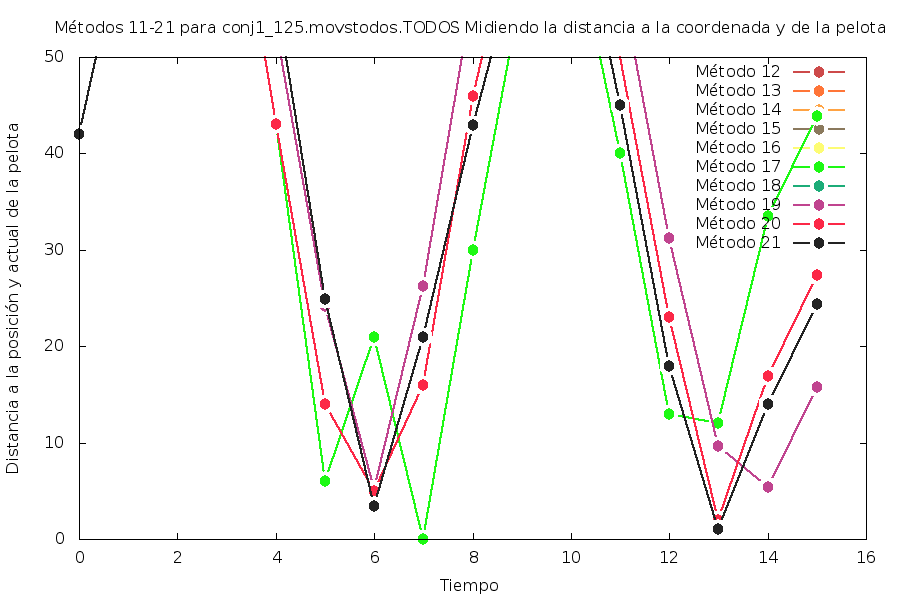 Métodos 11-21 para conj1_125.movstodos.TODOS Midiendo la distancia a la coordenada y de la pelota
Distancia a la posición y actual de la pelota
50
40
30
20
10
0
Método 12
Método 13
Método 14
Método 15
Método 16
Método 17
Método 18
Método 19
Método 20
Método 21
0 2 4 6 8 10 12 14 16
Tiempo